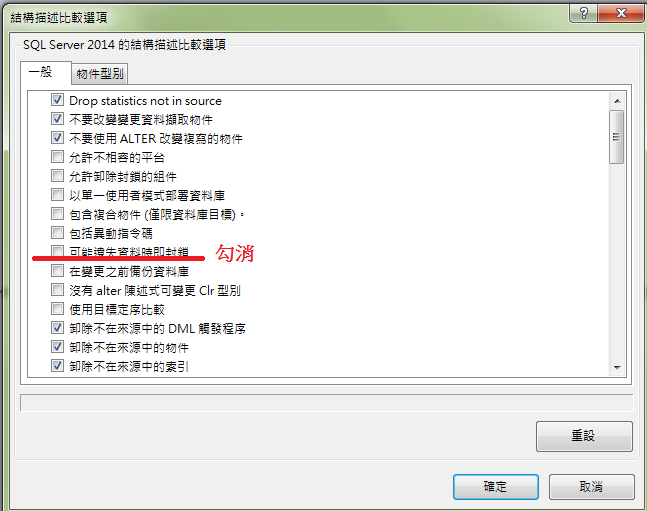 結構描述比較選項
SQL Server 2014 的結構描述比較選項
一般 物件型別
Drop statistics not in source
不要改變變更資料擷取物件
不要使用 ALTER 改變複寫的物件
允許不相容的平台
允許卸除封鎖的組件
以單一使用者模式部署資料庫
包含複合物件 (僅限資料庫目標)。
包括異動指令碼
可能遺失資料時即封鎖 勾消
在變更之前備份資料庫
沒有 alter 陳述式可變更 Clr 型別
使用目標定序比較
卸除不在來源中的 DML 觸發程序
卸除不在來源中的物件
卸除不在來源中的索引
重設
確定 取消